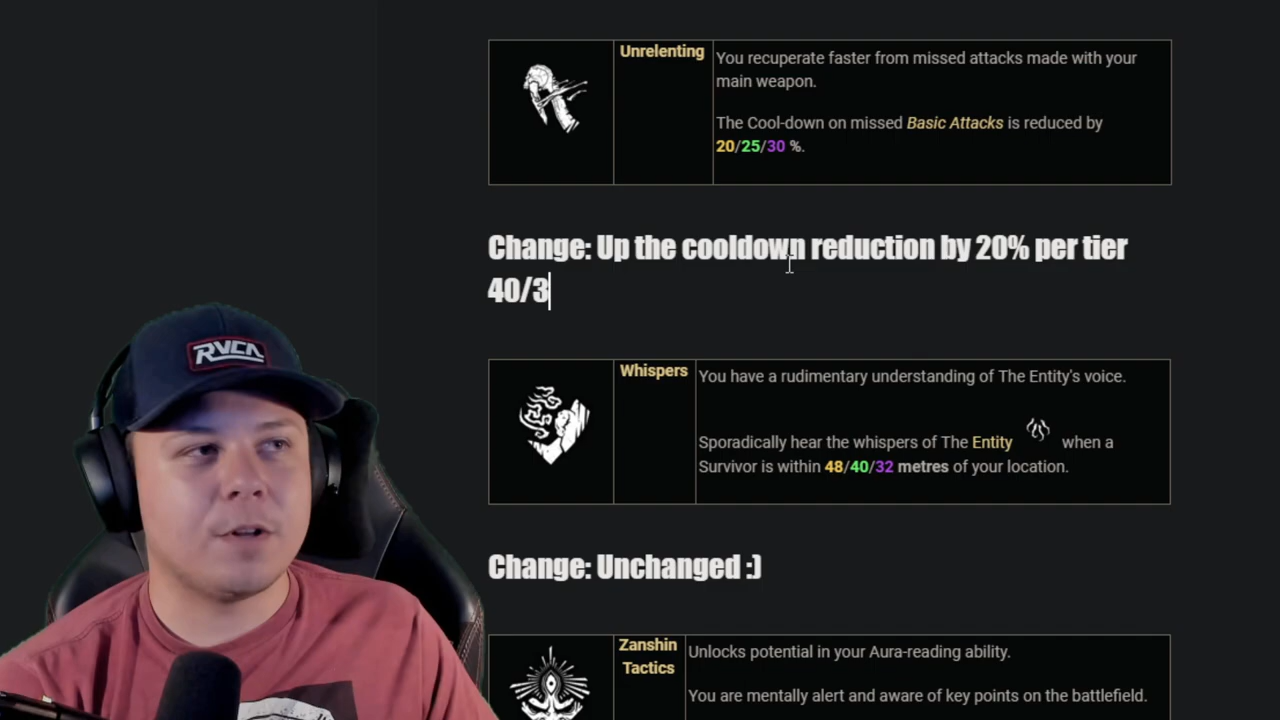 Unrelenting
You recuperate faster from missed attacks made with your
main weapon.
The Cool-down on missed Basic Attacks is reduced by
20/25/30 %.
Change: Up the cooldown reduction by 20% per tier
40/3
Whispers
You have a rudimentary understanding of The Entity's voice.
Sporadically hear the whispers of The Entity when a
Survivor is within 48/40/32 metres of your location.
Change: Unchanged :)
Zanshin
Tactics
Unlocks potential in your Aura-reading ability.
You are mentally alert and aware of key points on the battlefield.
RVCA